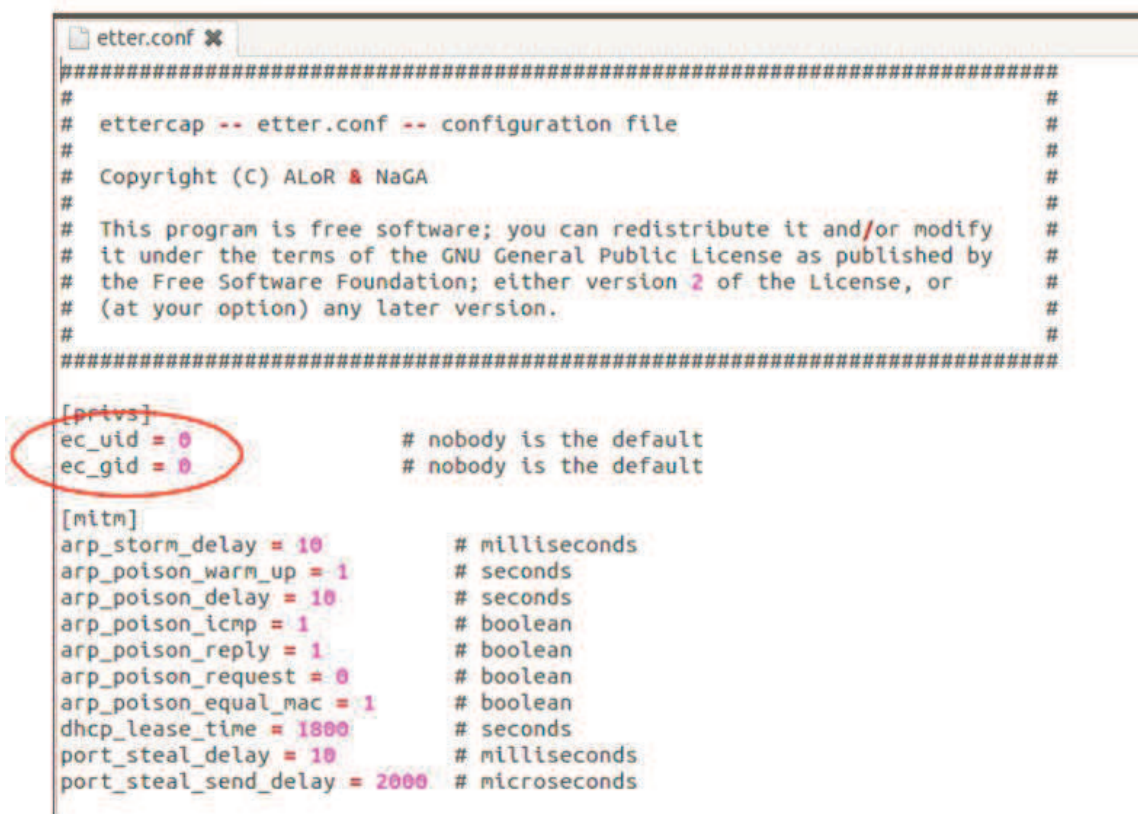 etter.conf ✖
###########################################################################
# #
# ettercap -- etter.conf -- configuration file #
# #
# Copyright (C) ALoR & NaGA #
# #
# This program is free software; you can redistribute it and/or modify #
# it under the terms of the GNU General Public License as published by #
# the Free Software Foundation; either version 2 of the License, or #
# (at your option) any later version. #
# #
###########################################################################
[privs]
ec_uid = 0 # nobody is the default
ec_gid = 0 # nobody is the default
[mitm]
arp_storm_delay = 10 # milliseconds
arp_poison_warm_up = 1 # seconds
arp_poison_delay = 10 # seconds
arp_poison_icmp = 1 # boolean
arp_poison_reply = 1 # boolean
arp_poison_request = 0 # boolean
arp_poison_equal_mac = 1 # boolean
dhcp_lease_time = 1800 # seconds
port_steal_delay = 10 # milliseconds
port_steal_send_delay = 2000 # microseconds